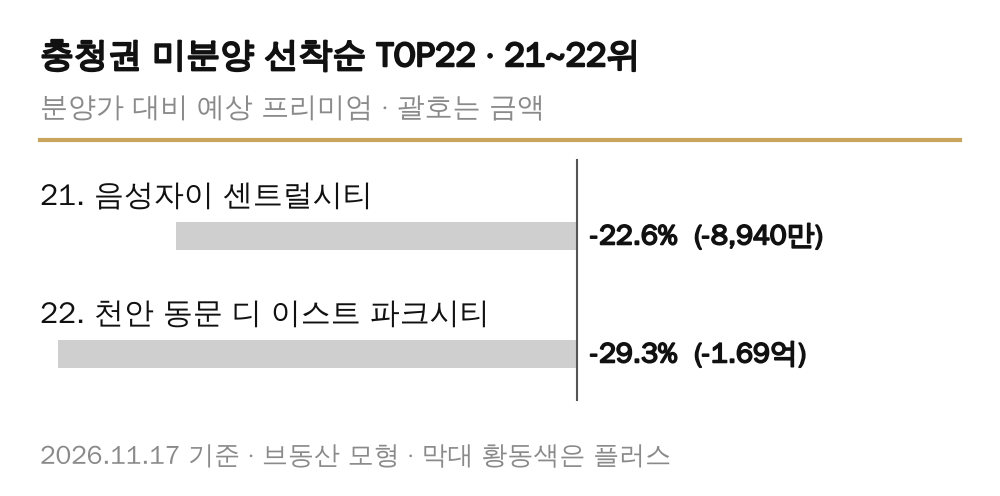 충청권 미분양 선착순 TOP22 · 21~22위
분양가 대비 예상 프리미엄 · 괄호는 금액
21. 음성자이 센트럴시티
-22.6% (-8,940만)
22. 천안 동문 디 이스트 파크시티
-29.3% (-1.69억)
2026.11.17 기준 · 브동산 모형 · 막대 황동색은 플러스